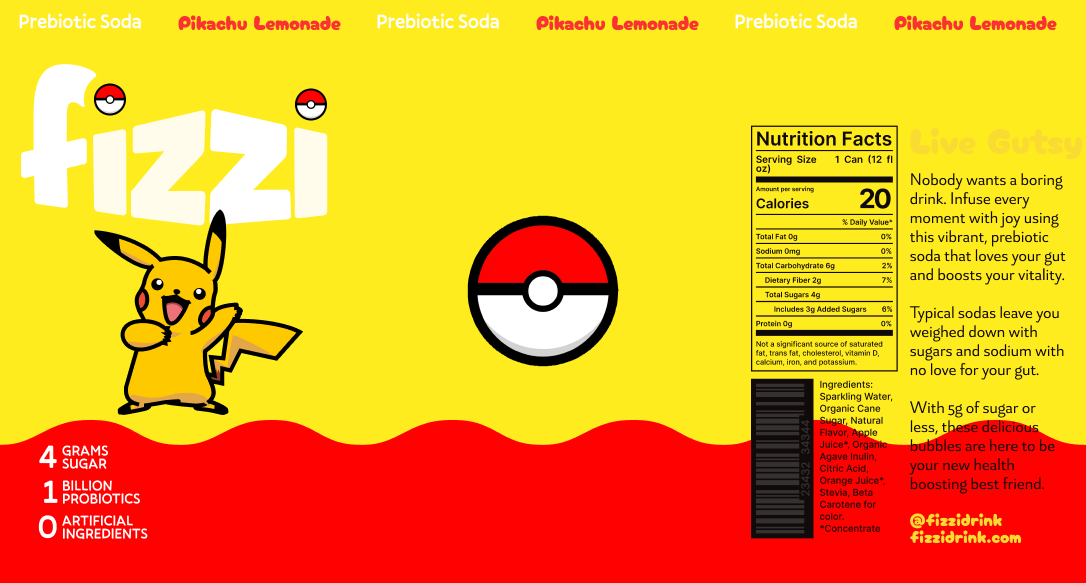 Prebiotic Soda Pikachu Lemonade Prebiotic Soda Pikachu Lemonade Prebiotic Soda Pikachu Lemonade
fizzi
4 GRAMS
SUGAR
1 BILLION
PROBIOTICS
0 ARTIFICIAL
INGREDIENTS
Nutrition Facts
Serving Size 1 Can (12 fl
oz)
Amount per serving
Calories 20
% Daily Value*
Total Fat 0g 0%
Sodium 0mg 0%
Total Carbohydrate 6g 2%
Dietary Fiber 2g 7%
Total Sugars 4g
Includes 3g Added Sugars 6%
Protein 0g 0%
Not a significant source of saturated
fat, trans fat, cholesterol, vitamin D,
calcium, iron, and potassium.
23432 34344
Ingredients:
Sparkling Water,
Organic Cane
Sugar, Natural
Flavor, Apple
Juice*, Organic
Agave Inulin,
Citric Acid,
Orange Juice*,
Stevia, Beta
Carotene for
color.
*Concentrate
Live Gutsy
Nobody wants a boring
drink. Infuse every
moment with joy using
this vibrant, prebiotic
soda that loves your gut
and boosts your vitality.
Typical sodas leave you
weighed down with
sugars and sodium with
no love for your gut.
With 5g of sugar or
less, these delicious
bubbles are here to be
your new health
boosting best friend.
@fizzidrink
fizzidrink.com